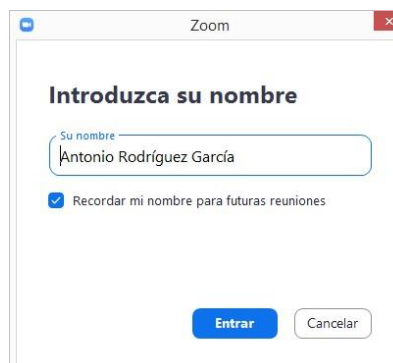 Zoom
Introduzca su nombre
Su nombre
Antonio Rodríguez García
Recordar mi nombre para futuras reuniones
Entrar Cancelar